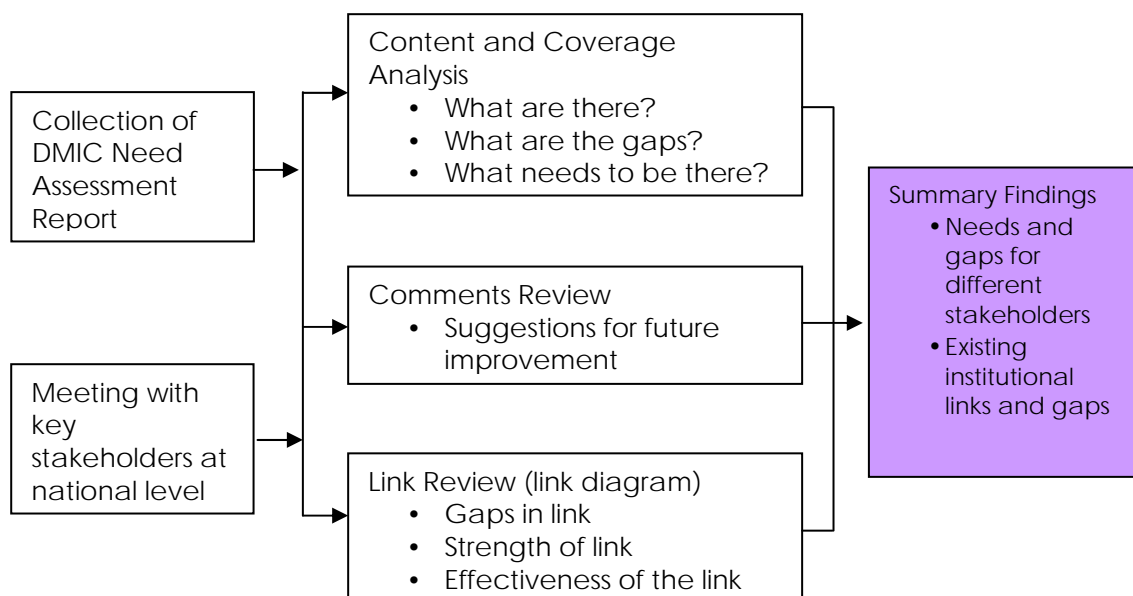 Collection of
DMIC Need
Assessment
Report
Meeting with
key
stakeholders at
national level
Content and Coverage
Analysis
• What are there?
• What are the gaps?
• What needs to be there?
Comments Review
• Suggestions for future
improvement
Link Review (link diagram)
• Gaps in link
• Strength of link
• Effectiveness of the link
Summary Findings
• Needs and
gaps for
different
stakeholders
• Existing
institutional
links and gaps